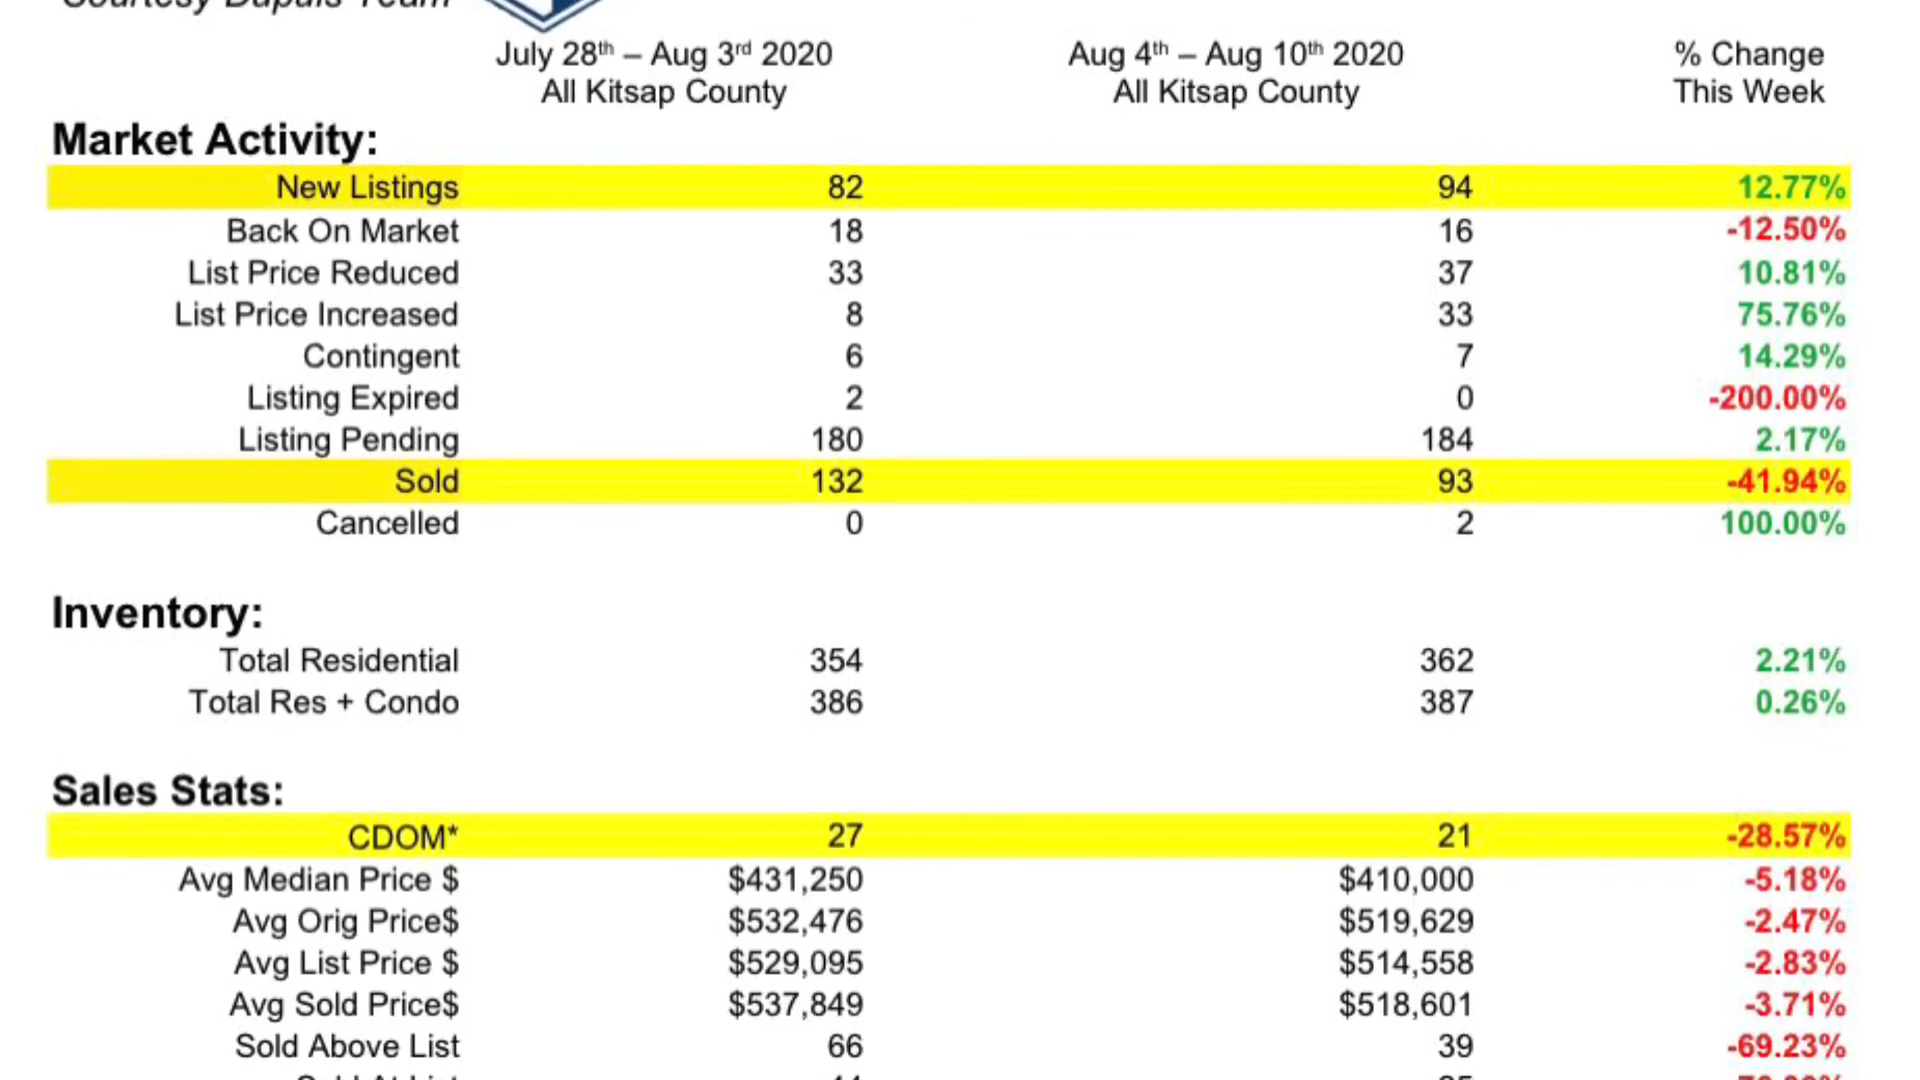 Courtesy Dupuis Team
July 28th – Aug 3rd 2020 Aug 4th – Aug 10th 2020 % Change
All Kitsap County All Kitsap County This Week
Market Activity:
New Listings 82 94 12.77%
Back On Market 18 16 -12.50%
List Price Reduced 33 37 10.81%
List Price Increased 8 33 75.76%
Contingent 6 7 14.29%
Listing Expired 2 0 -200.00%
Listing Pending 180 184 2.17%
Sold 132 93 -41.94%
Cancelled 0 2 100.00%
Inventory:
Total Residential 354 362 2.21%
Total Res + Condo 386 387 0.26%
Sales Stats:
CDOM* 27 21 -28.57%
Avg Median Price $ $431,250 $410,000 -5.18%
Avg Orig Price$ $532,476 $519,629 -2.47%
Avg List Price $ $529,095 $514,558 -2.83%
Avg Sold Price$ $537,849 $518,601 -3.71%
Sold Above List 66 39 -69.23%